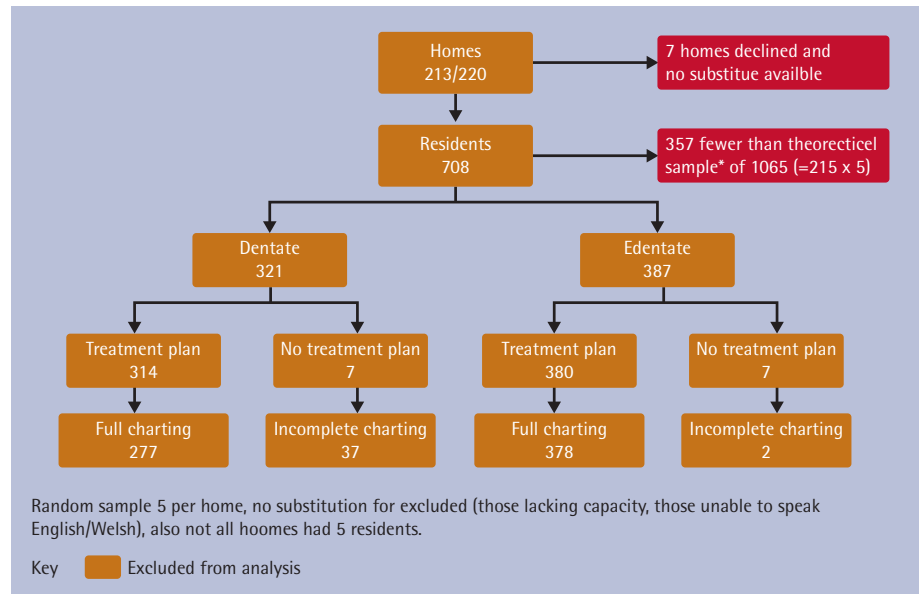 Homes
213/220
7 homes declined and
no substitue availble
Residents
708
357 fewer than theorecticel
sample* of 1065 (=215 x 5)
Dentate
321
Edentate
387
Treatment plan
314
No treatment plan
7
Treatment plan
380
No treatment plan
7
Full charting
277
Incomplete charting
37
Full charting
378
Incomplete charting
2
Random sample 5 per home, no substitution for excluded (those lacking capacity, those unable to speak
English/Welsh), also not all hoomes had 5 residents.
Key Excluded from analysis